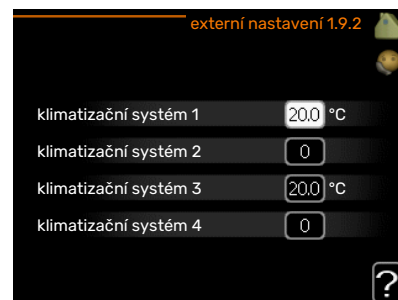 externí nastavení 1.9.2
klimatizační systém 1 20.0 °C
klimatizační systém 2 0
klimatizační systém 3 20.0 °C
klimatizační systém 4 0
?